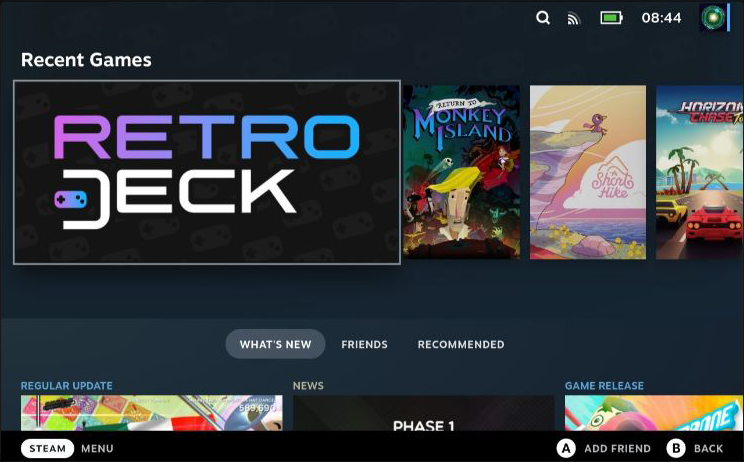 08:44
Recent Games
RETRO
DECK
RETURN TO
MONKEY
ISLAND
A
Short
Hike
HORIZON
CHASE
WHAT'S NEW
FRIENDS
RECOMMENDED
REGULAR UPDATE
NEWS
GAME RELEASE
PHASE 1
STEAM
MENU
A
ADD FRIEND
B
BACK